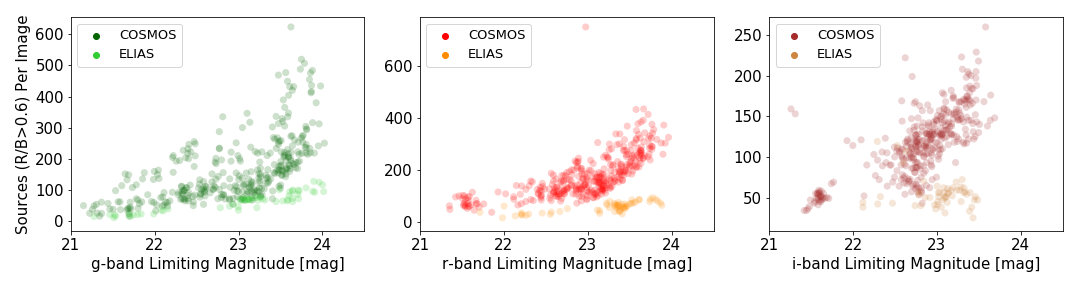 Sources (R/B>0.6) Per Image
600
500
400
300
200
100
0
COSMOS
ELIAS
21
22
23
24
g-band Limiting Magnitude [mag]
600
400
200
0
COSMOS
ELIAS
21
22
23
24
r-band Limiting Magnitude [mag]
250
200
150
100
50
COSMOS
ELIAS
21
22
23
24
i-band Limiting Magnitude [mag]